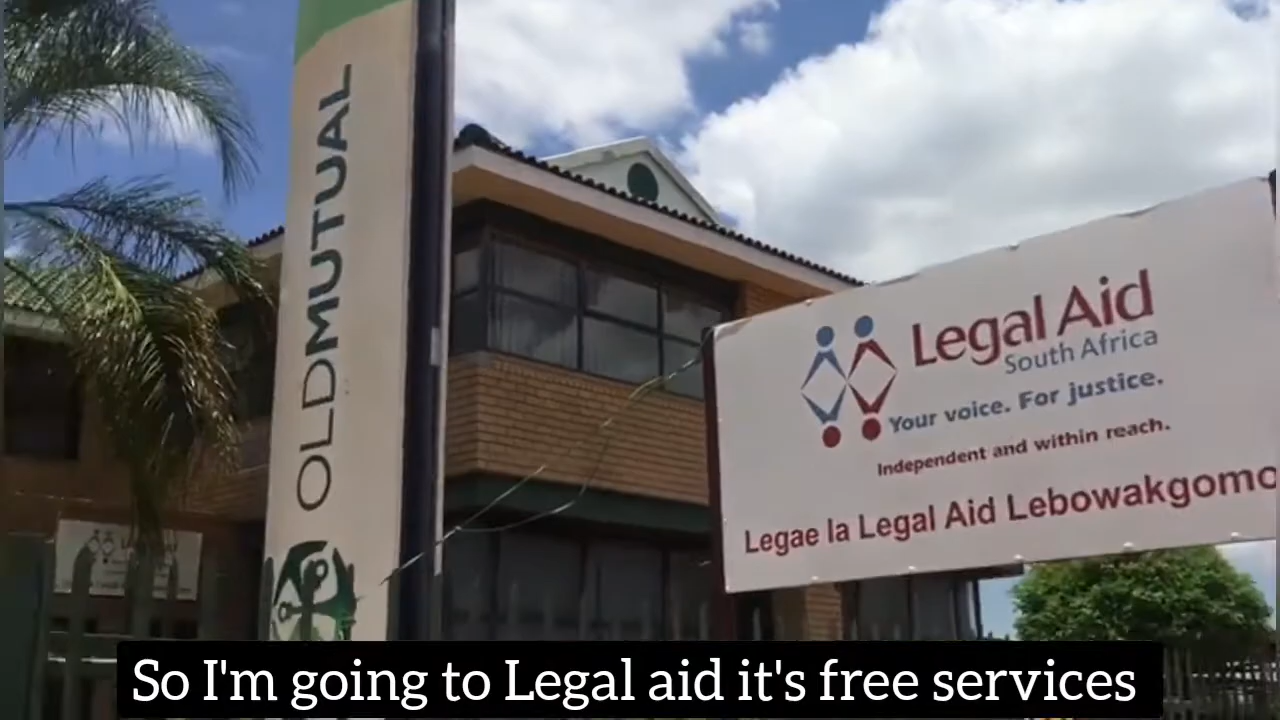 OLDMUTUAL
Legal Aid
South Africa
Your voice. For justice.
Independent and within reach.
Legae la Legal Aid Lebowakgomo
So I'm going to Legal aid it's free services